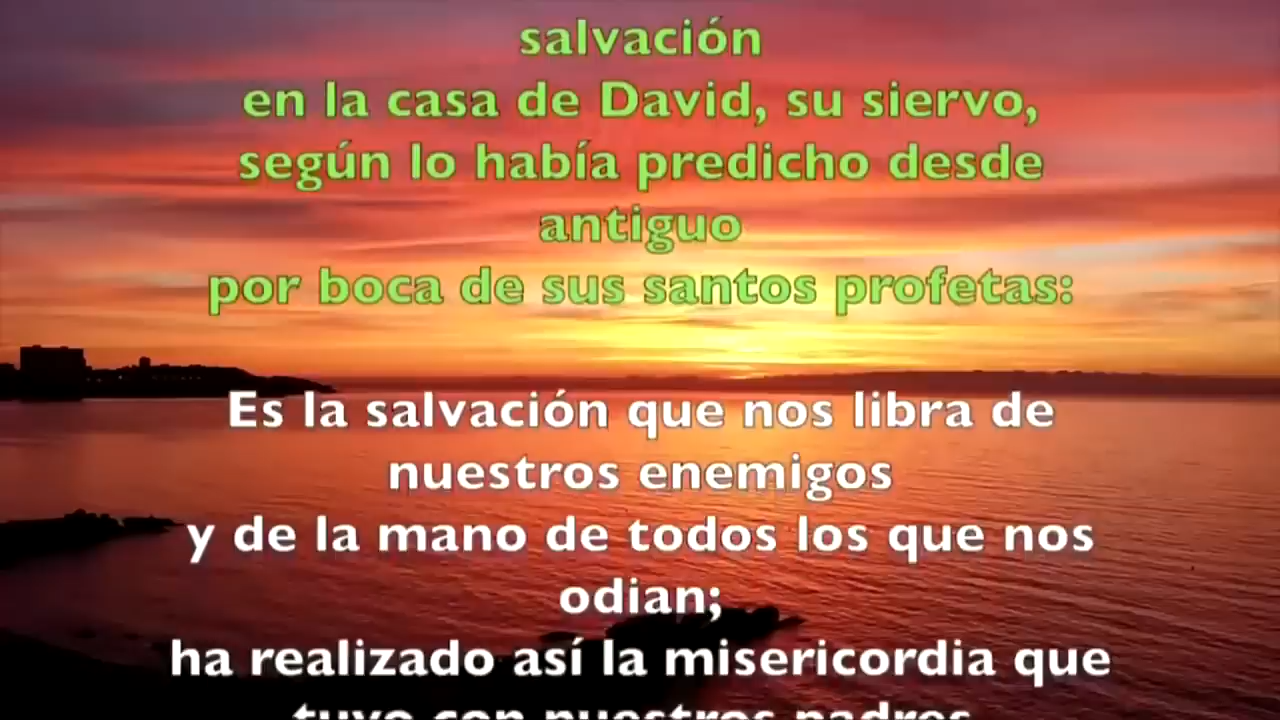 salvación
en la casa de David, su siervo,
según lo había predicho desde
antiguo
por boca de sus santos profetas:
Es la salvación que nos libra de
nuestros enemigos
y de la mano de todos los que nos
odian;
ha realizado así la misericordia que
tuvo con nuestros padres